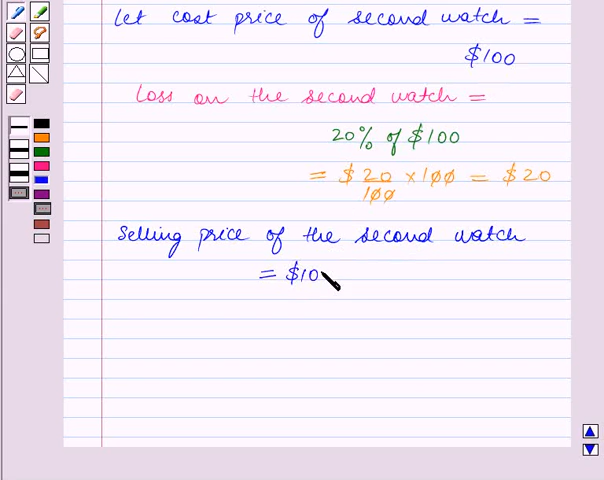 Let cost price of second watch =
$100
Loss on the second watch =
20% of $100
= $ 20/100 × 100 = $20
Selling price of the second watch
= $10